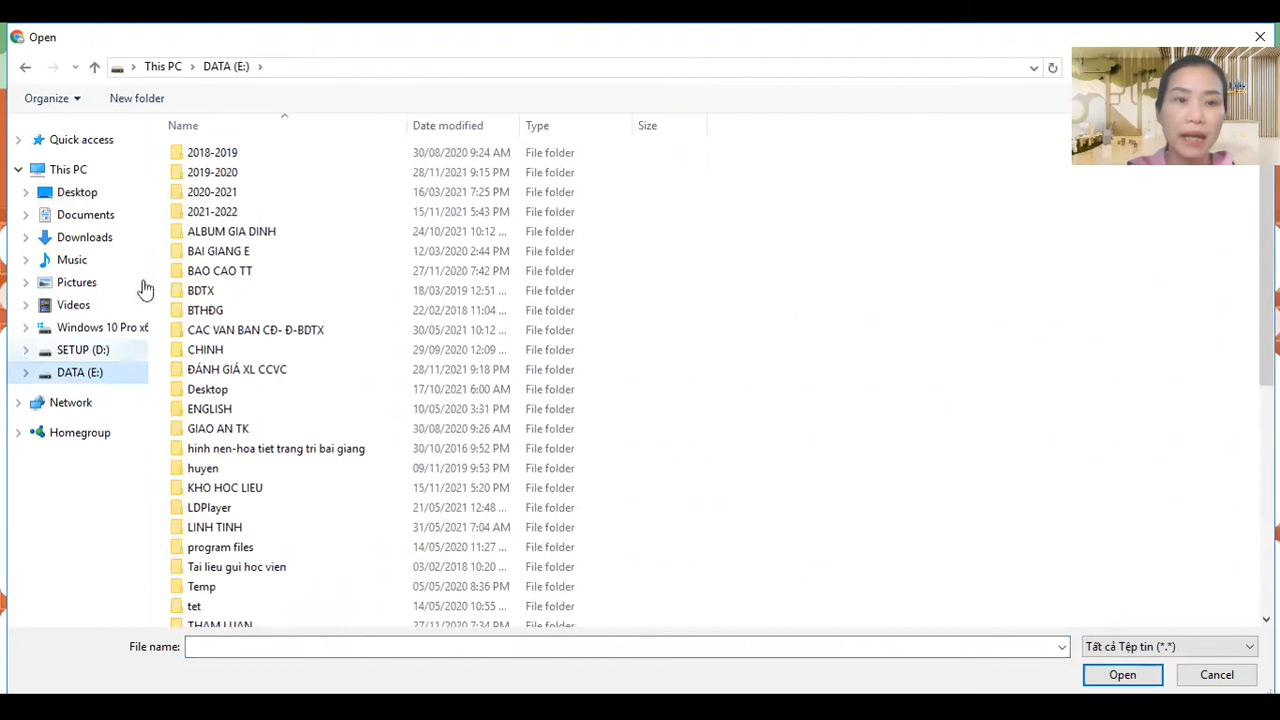 Open
This PC DATA (E:)
Organize New folder
Name Date modified Type Size
Quick access
This PC
Desktop
Documents
Downloads
Music
Pictures
Videos
Windows 10 Pro x6
SETUP (D:)
DATA (E:)
Network
Homegroup
2018-2019 30/08/2020 9:24 AM File folder
2019-2020 28/11/2021 9:15 PM File folder
2020-2021 16/03/2021 7:25 PM File folder
2021-2022 15/11/2021 5:43 PM File folder
ALBUM GIA DINH 24/10/2021 10:12 ... File folder
BAI GIANG E 12/03/2020 2:44 PM File folder
BAO CAO TT 27/11/2020 7:42 PM File folder
BDTX 18/03/2019 12:51 ... File folder
BTHĐG 22/02/2018 11:04 ... File folder
CAC VAN BAN CĐ- Đ-BDTX 30/05/2021 10:12 ... File folder
CHINH 29/09/2020 12:09 ... File folder
ĐÁNH GIÁ XL CCVC 28/11/2021 9:18 PM File folder
Desktop 17/10/2021 6:00 AM File folder
ENGLISH 10/05/2020 3:31 PM File folder
GIAO AN TK 30/08/2020 9:26 AM File folder
hinh nen-hoa tiet trang tri bai giang 30/10/2016 9:52 PM File folder
huyen 09/11/2019 9:53 PM File folder
KHO HOC LIEU 15/11/2021 5:20 PM File folder
LDPlayer 21/05/2021 12:48 ... File folder
LINH TINH 31/05/2021 7:04 AM File folder
program files 14/05/2020 11:27 ... File folder
Tai lieu gui hoc vien 03/02/2018 10:20 ... File folder
Temp 05/05/2020 8:36 PM File folder
tet 14/05/2020 10:55 ... File folder
THAM LUAN 27/11/2020 7:34 PM File folder
File name: Tất cả Tệp tin (*.*)
Open Cancel